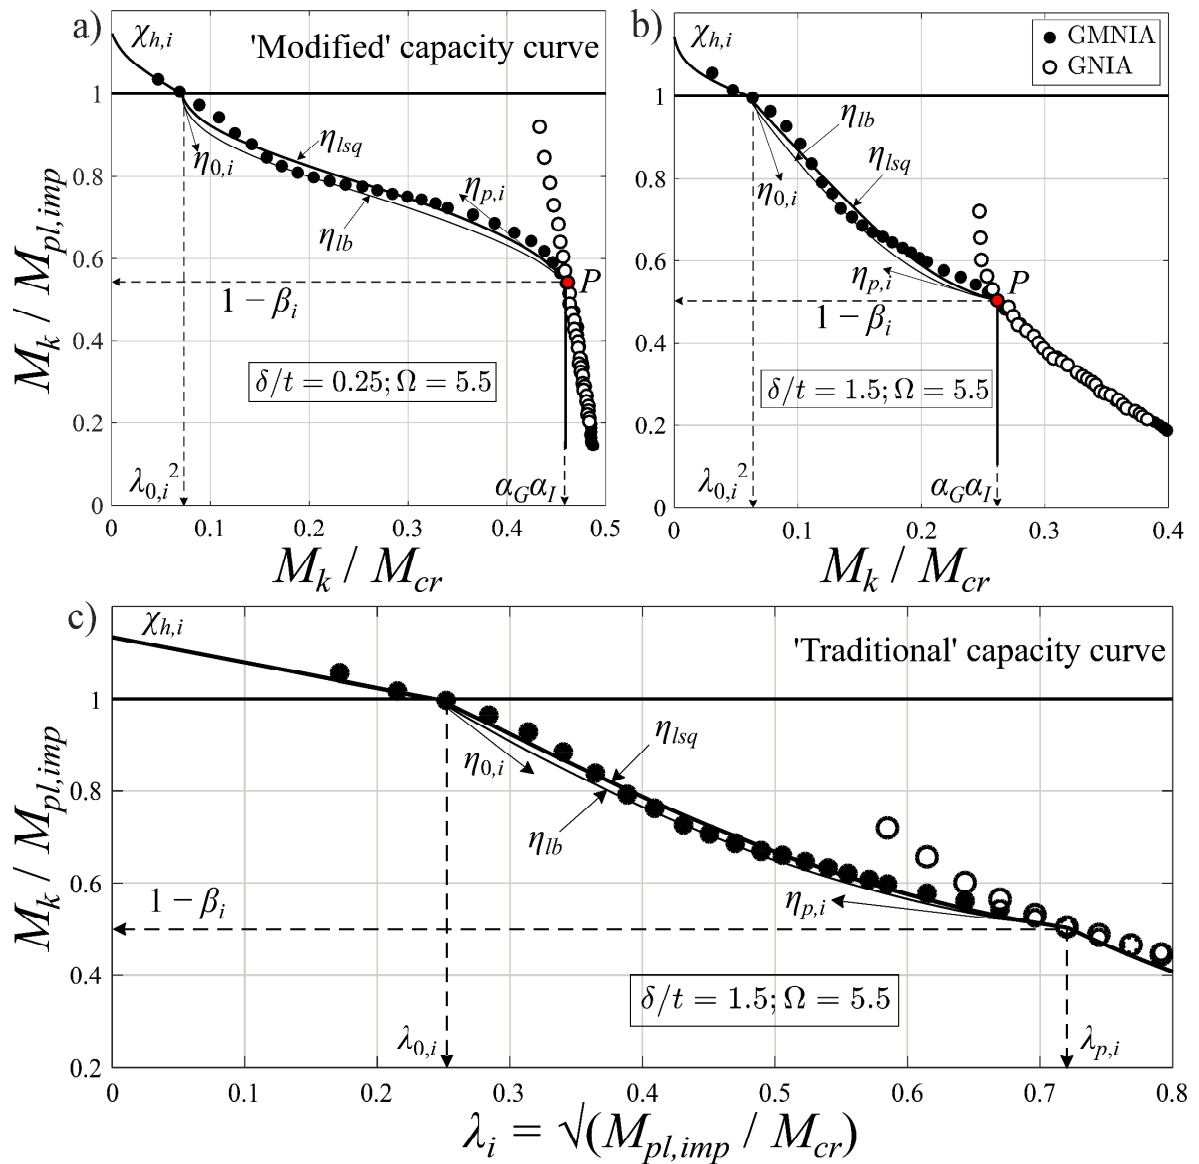 a)
χh,i
'Modified' capacity curve
1
0.8
0.6
0.4
0.2
0
η0,i
ηlsq
ηlb
ηp,i
P
1 − βi
δ/t = 0.25; Ω = 5.5
λ0,i²
αGαI
0 0.1 0.2 0.3 0.4 0.5
Mk / Mpl,imp
Mk / Mcr
b)
χh,i
GMNIA
GNIA
1
0.8
0.6
0.4
0.2
0
ηlb
ηlsq
η0,i
ηp,i
P
1 − βi
δ/t = 1.5; Ω = 5.5
λ0,i²
αGαI
0 0.1 0.2 0.3 0.4
Mk / Mcr
c)
χh,i
'Traditional' capacity curve
1
0.8
0.6
0.4
0.2
ηlsq
η0,i
ηlb
ηp,i
1 − βi
δ/t = 1.5; Ω = 5.5
λ0,i
λp,i
0 0.1 0.2 0.3 0.4 0.5 0.6 0.7 0.8
Mk / Mpl,imp
λi = √(Mpl,imp / Mcr)